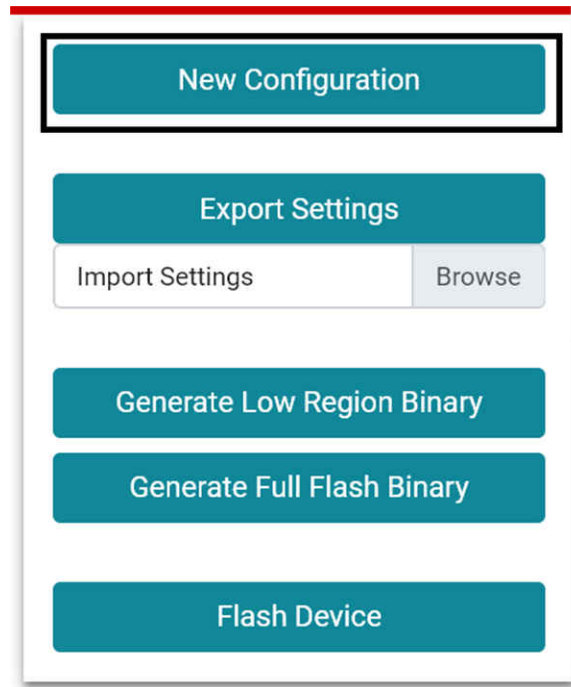 New Configuration
Export Settings
Import Settings Browse
Generate Low Region Binary
Generate Full Flash Binary
Flash Device